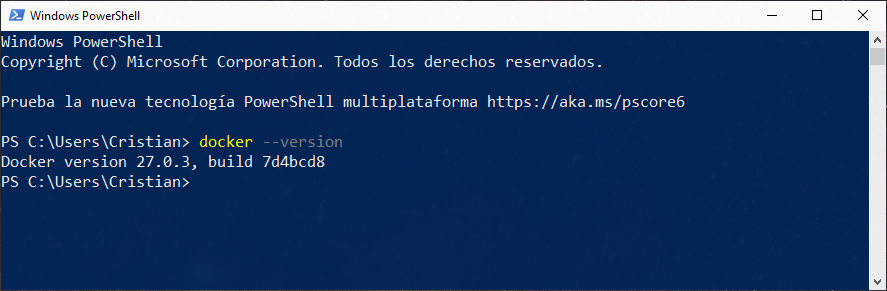 Windows PowerShell
Windows PowerShell
Copyright (C) Microsoft Corporation. Todos los derechos reservados.
Prueba la nueva tecnología PowerShell multiplataforma https://aka.ms/pscore6
PS C:\Users\Cristian> docker --version
Docker version 27.0.3, build 7d4bcd8
PS C:\Users\Cristian>